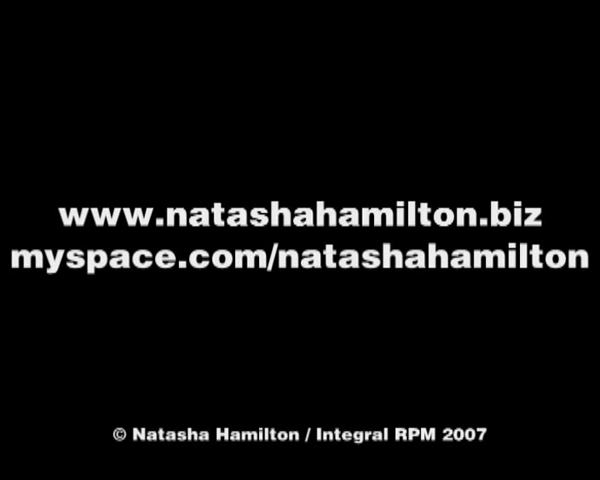 www.natashahamilton.biz
myspace.com/natashahamilton
© Natasha Hamilton / Integral RPM 2007